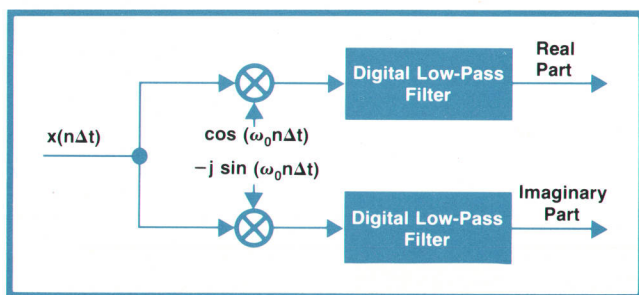 Real
Part
Digital Low-Pass
Filter
x(nΔt)
cos (ω₀nΔt)
−j sin (ω₀nΔt)
Imaginary
Part
Digital Low-Pass
Filter